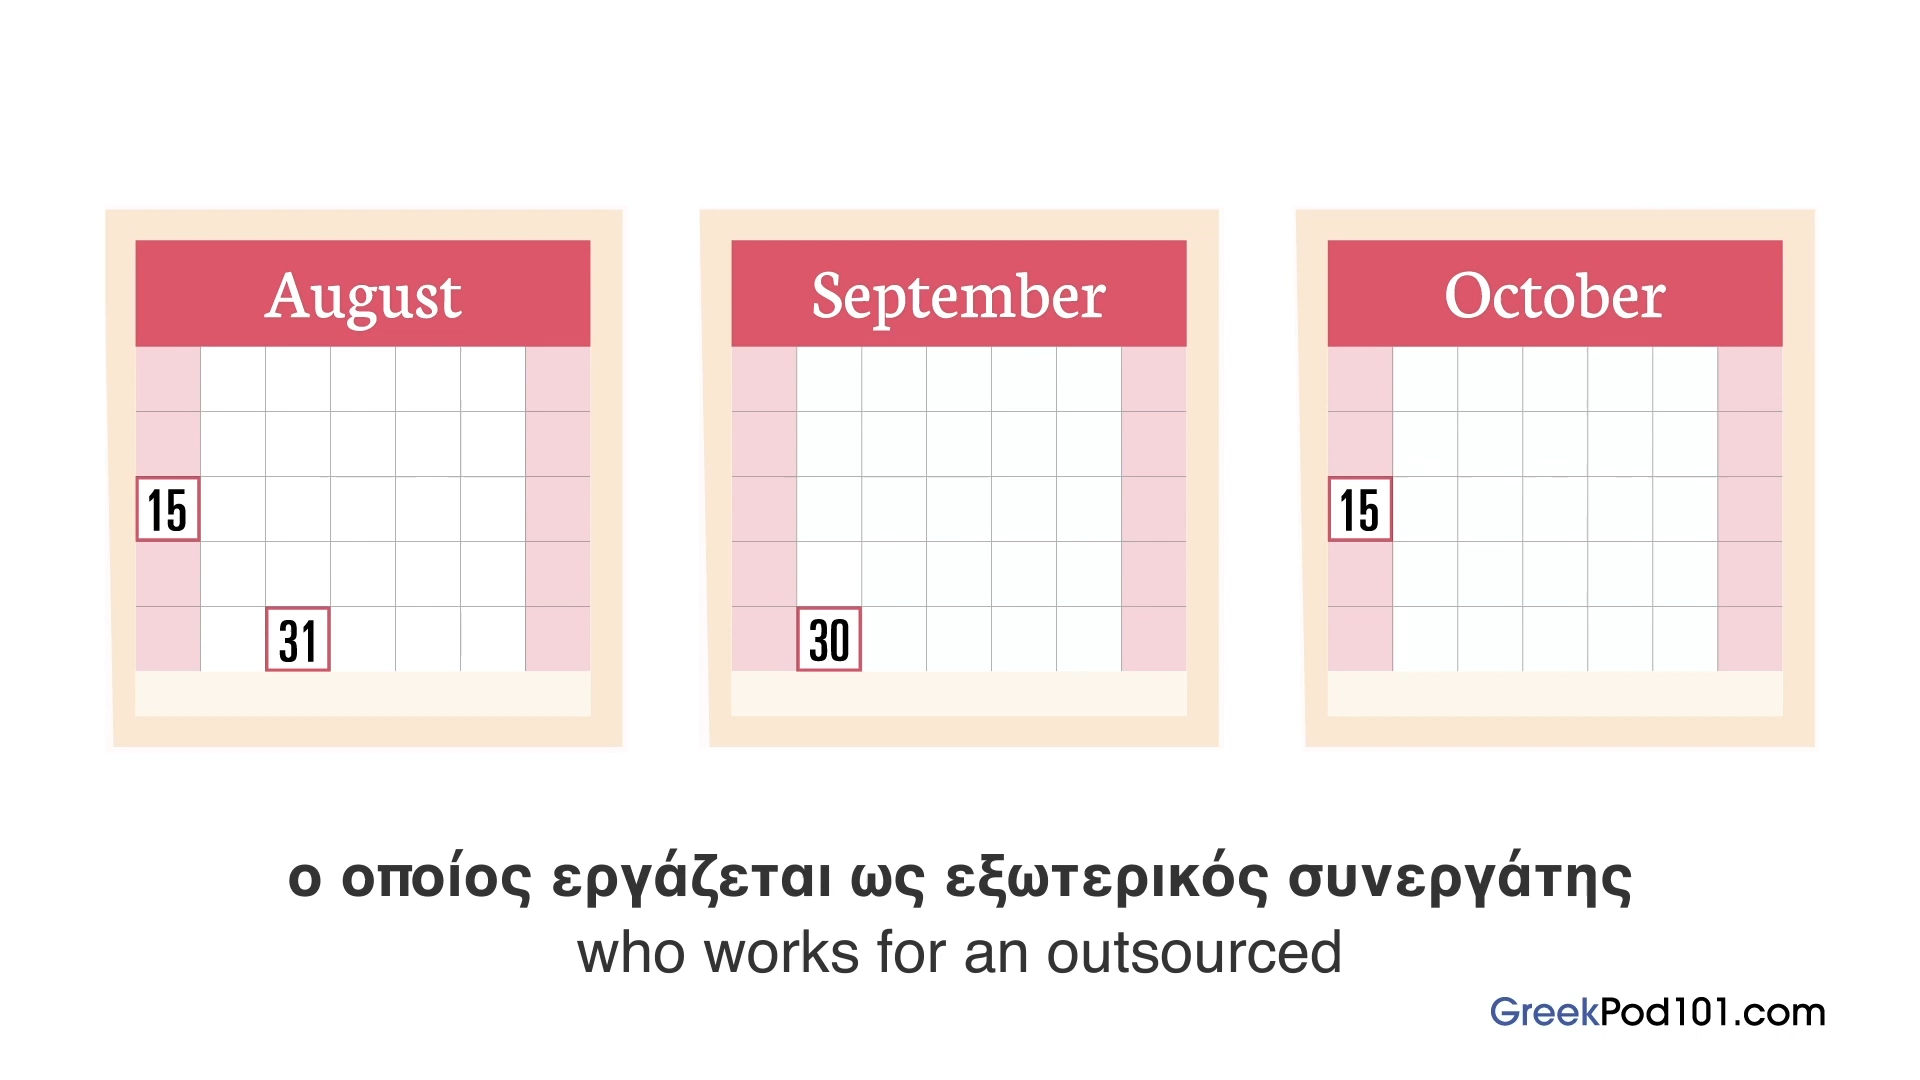 August
15
31
September
30
October
15
ο οποίος εργάζεται ως εξωτερικός συνεργάτης
who works for an outsourced
GreekPod101.com